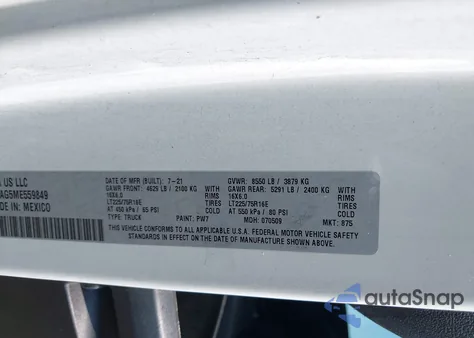 A US LLC
DATE OF MFR (BUILT): 7-21 GVWR: 8550 LB / 3879 KG
AG5ME559849
GAWR FRONT: 4629 LB / 2100 KG WITH GAWR REAR: 5291 LB / 2400 KG WITH
16X6.0 RIMS 16X6.0 RIMS
DE IN: MEXICO
LT225/75R16E TIRES LT225/75R16E TIRES
AT 450 kPa / 65 PSI COLD AT 550 kPa / 80 PSI COLD
TYPE: TRUCK PAINT: PW7 MDH: 070509 MKT: 875
THIS VEHICLE CONFORMS TO ALL APPLICABLE U.S.A. FEDERAL MOTOR VEHICLE SAFETY
STANDARDS IN EFFECT ON THE DATE OF MANUFACTURE SHOWN ABOVE.
autoSnap